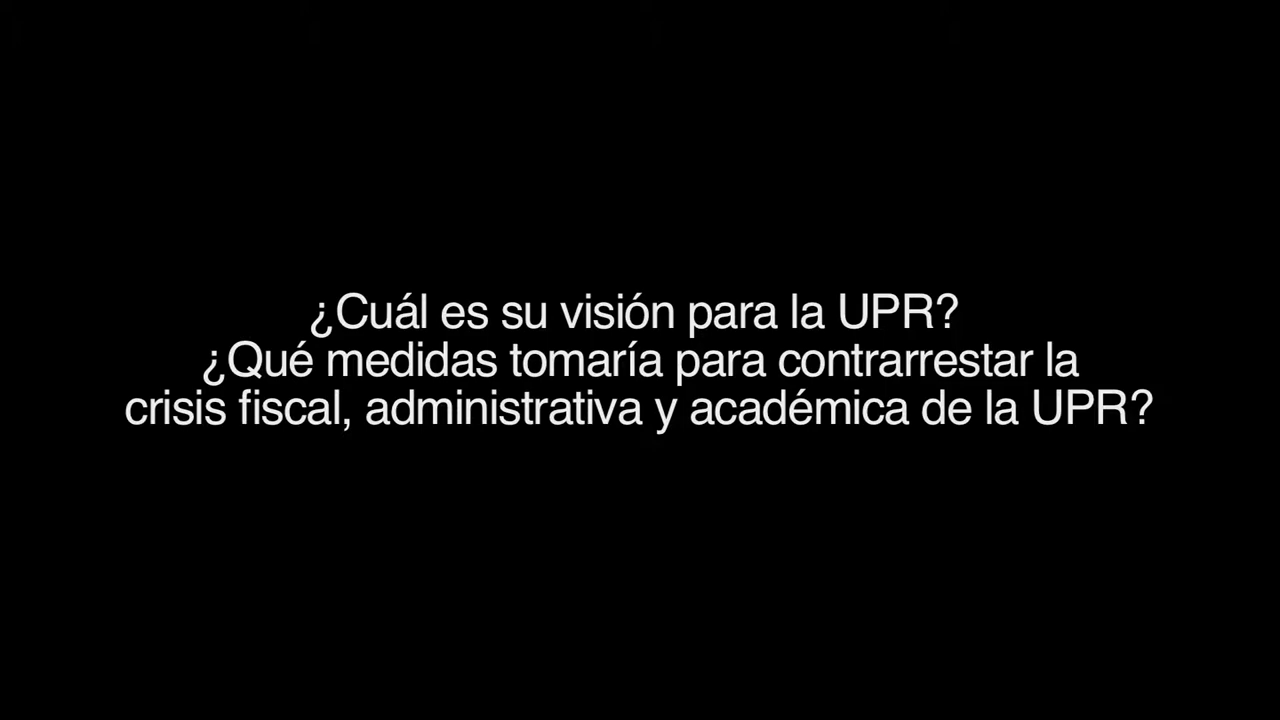 ¿Cuál es su visión para la UPR?
¿Qué medidas tomaría para contrarrestar la
crisis fiscal, administrativa y académica de la UPR?